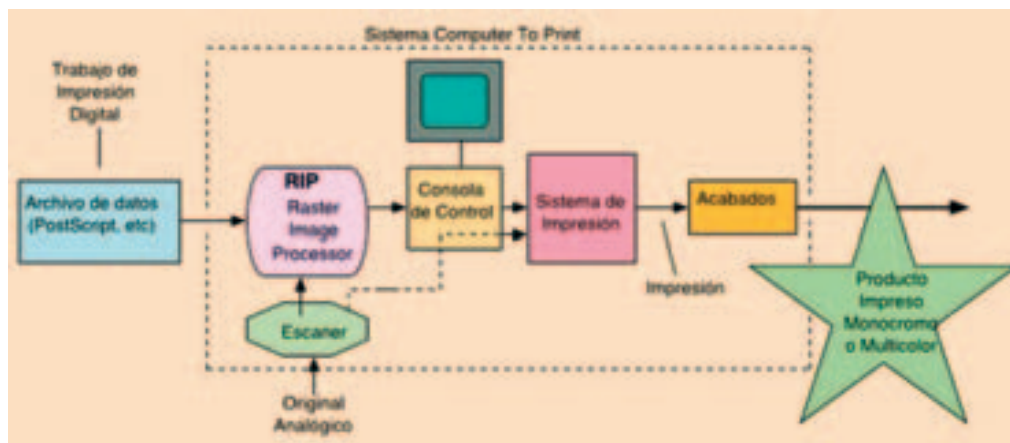 Sistema Computer To Print
Trabajo de
Impresión
Digital
Archivo de datos
(PostScript, etc)
RIP
Raster
Image
Processor
Consola
de Control
Sistema de
Impresión
Acabados
Impresión
Escaner
Original
Analógico
Producto
Impreso
Monocromo
o Multicolor